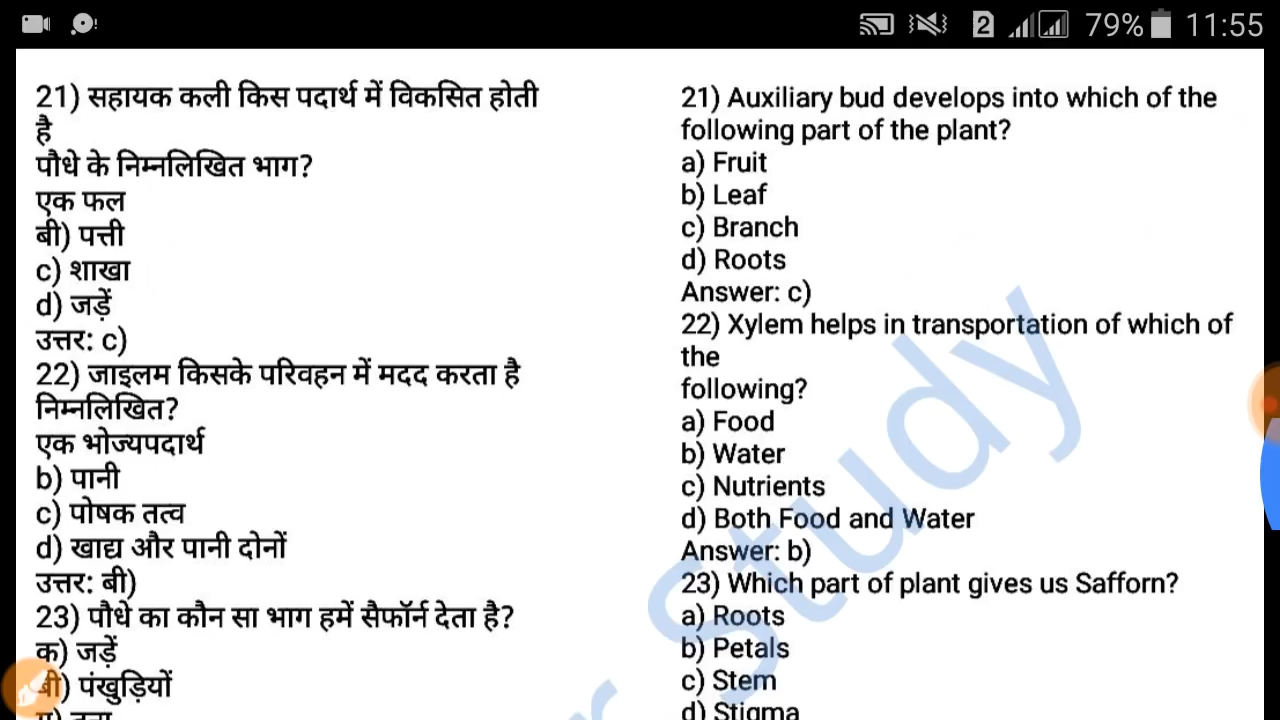 79% 11:55
21) सहायक कली किस पदार्थ में विकसित होती
है
पौधे के निम्नलिखित भाग?
एक फल
बी) पत्ती
c) शाखा
d) जड़ें
उत्तर: c)
22) जाइलम किसके परिवहन में मदद करता है
निम्नलिखित?
एक भोज्यपदार्थ
b) पानी
c) पोषक तत्व
d) खाद्य और पानी दोनों
उत्तर: बी)
23) पौधे का कौन सा भाग हमें सैफॉर्न देता है?
क) जड़ें
बी) पंखुड़ियों
21) Auxiliary bud develops into which of the
following part of the plant?
a) Fruit
b) Leaf
c) Branch
d) Roots
Answer: c)
22) Xylem helps in transportation of which of
the
following?
a) Food
b) Water
c) Nutrients
d) Both Food and Water
Answer: b)
23) Which part of plant gives us Safforn?
a) Roots
b) Petals
c) Stem
d) Stigma
Study